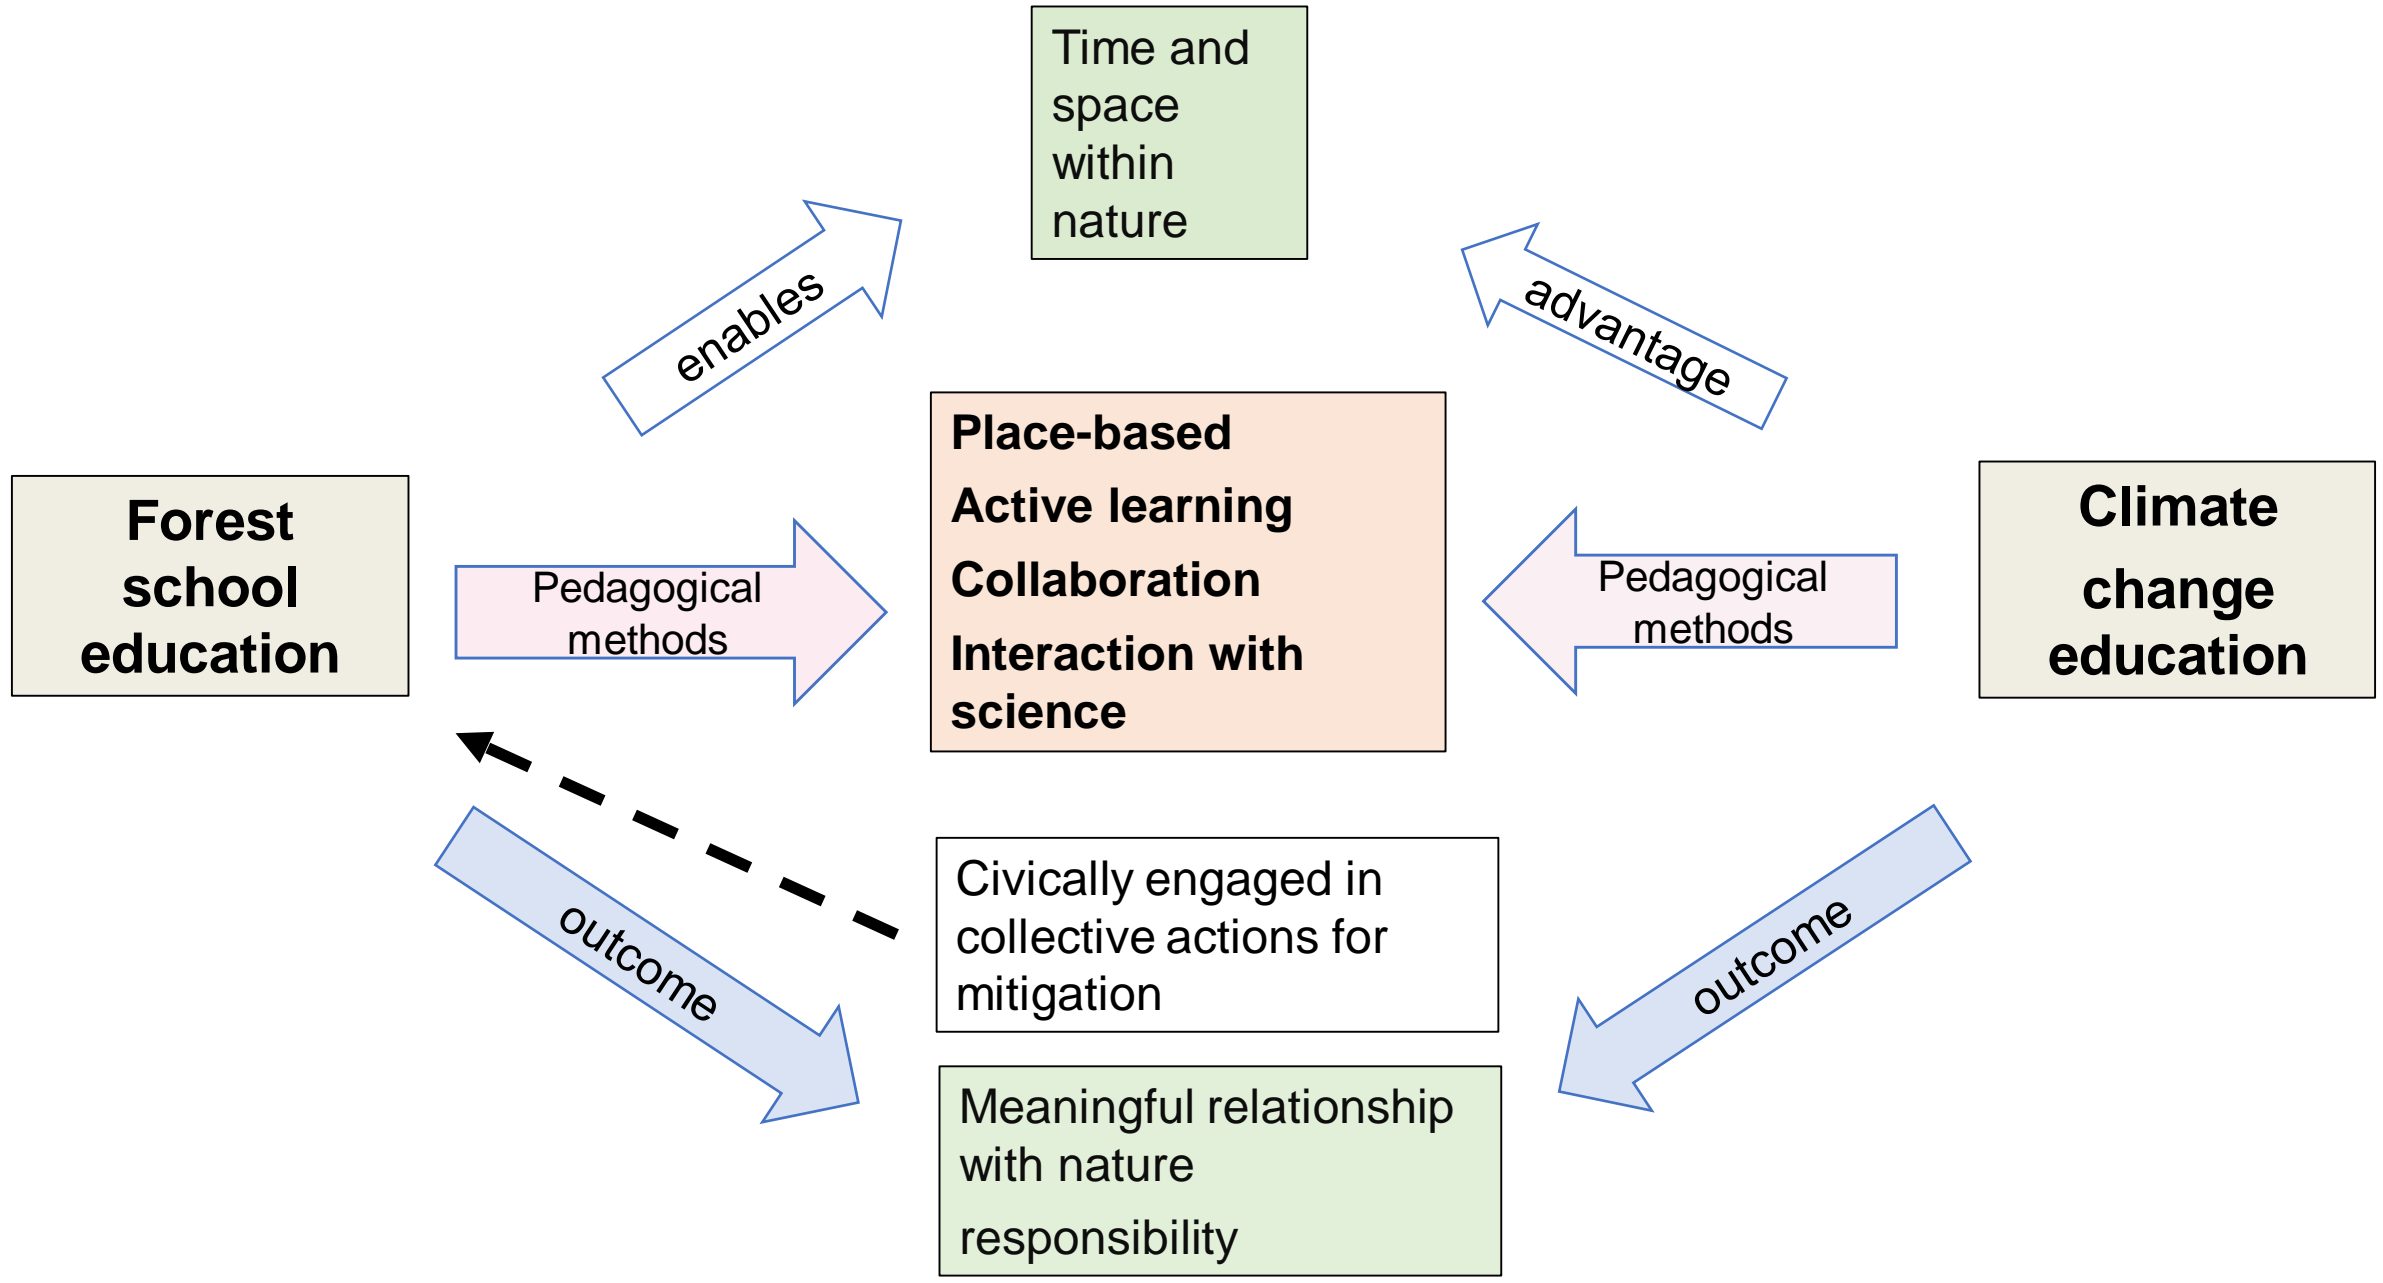 Time and
space
within
nature
enables
advantage
Forest
school
education
Pedagogical
methods
Place-based
Active learning
Collaboration
Interaction with
science
Pedagogical
methods
Climate
change
education
outcome
Civically engaged in
collective actions for
mitigation
outcome
Meaningful relationship
with nature
responsibility